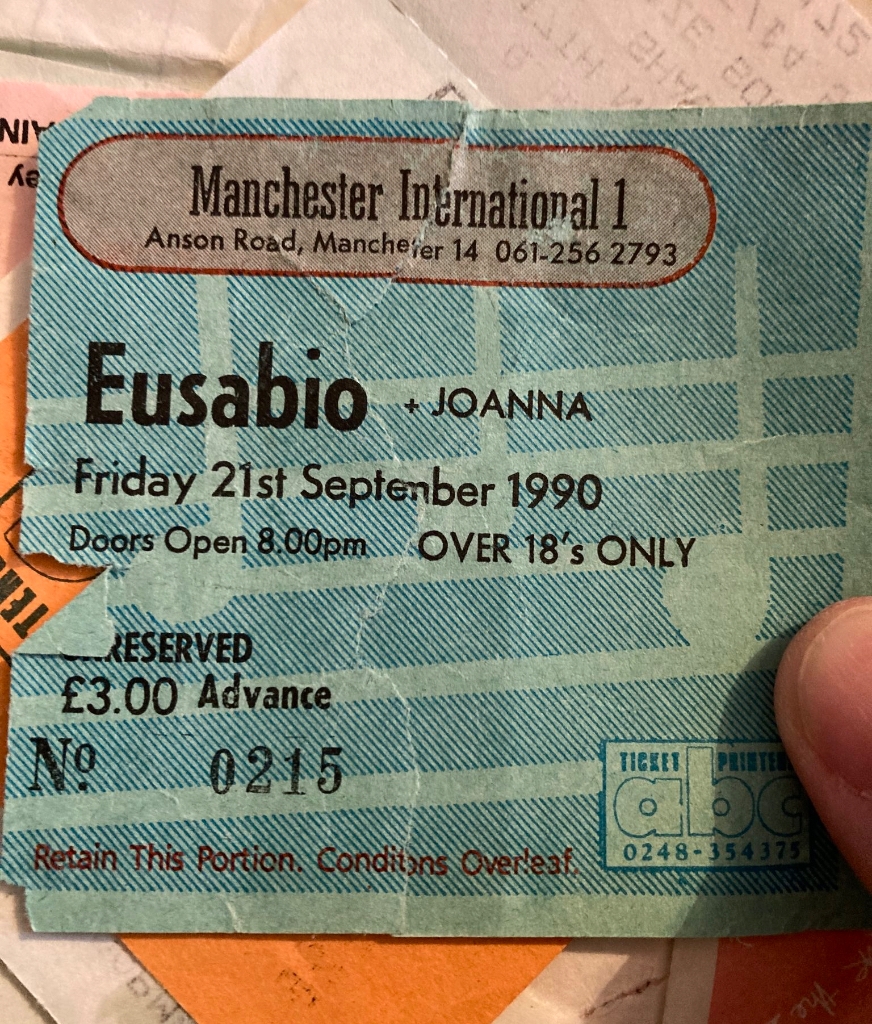 Manchester International 1
Anson Road, Manchester 14 061-256 2793
Eusabio + JOANNA
Friday 21st September 1990
Doors Open 8.00pm OVER 18's ONLY
UNRESERVED
£3.00 Advance
Nº 0215
TICKET PRINTERS
abc
0248-354375
Retain This Portion. Conditions Overleaf.